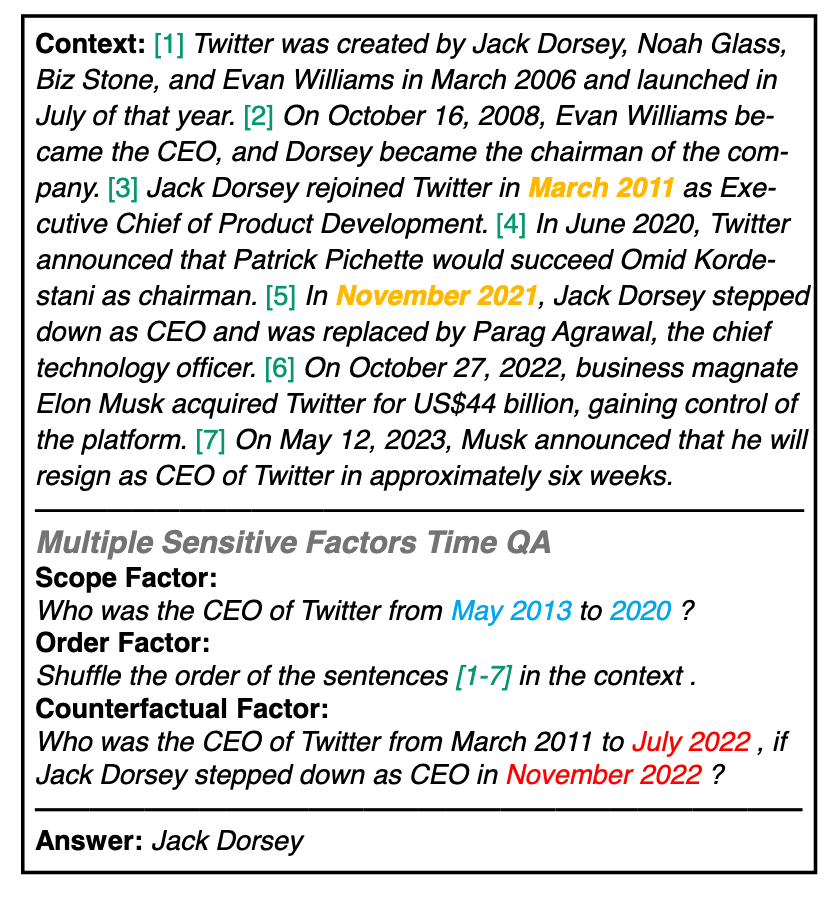 Context: [1] Twitter was created by Jack Dorsey, Noah Glass,
Biz Stone, and Evan Williams in March 2006 and launched in
July of that year. [2] On October 16, 2008, Evan Williams be-
came the CEO, and Dorsey became the chairman of the com-
pany. [3] Jack Dorsey rejoined Twitter in March 2011 as Exe-
cutive Chief of Product Development. [4] In June 2020, Twitter
announced that Patrick Pichette would succeed Omid Korde-
stani as chairman. [5] In November 2021, Jack Dorsey stepped
down as CEO and was replaced by Parag Agrawal, the chief
technology officer. [6] On October 27, 2022, business magnate
Elon Musk acquired Twitter for US$44 billion, gaining control of
the platform. [7] On May 12, 2023, Musk announced that he will
resign as CEO of Twitter in approximately six weeks.
Multiple Sensitive Factors Time QA
Scope Factor:
Who was the CEO of Twitter from May 2013 to 2020 ?
Order Factor:
Shuffle the order of the sentences [1-7] in the context .
Counterfactual Factor:
Who was the CEO of Twitter from March 2011 to July 2022 , if
Jack Dorsey stepped down as CEO in November 2022 ?
Answer: Jack Dorsey